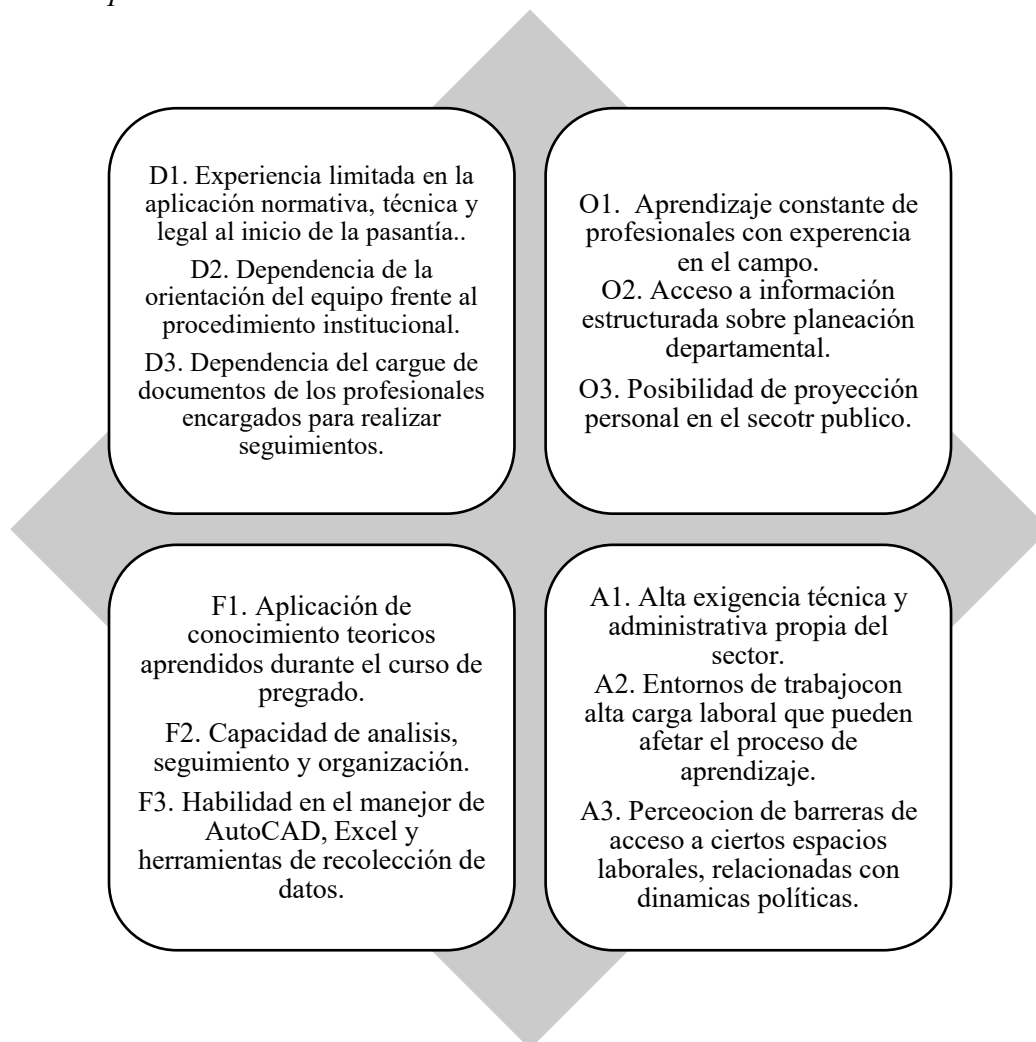 D1. Experiencia limitada en la
aplicación normativa, técnica y
legal al inicio de la pasantía..
D2. Dependencia de la
orientación del equipo frente al
procedimiento institucional.
D3. Dependencia del cargue de
documentos de los profesionales
encargados para realizar
seguimientos.
O1. Aprendizaje constante de
profesionales con experencia
en el campo.
O2. Acceso a información
estructurada sobre planeación
departamental.
O3. Posibilidad de proyección
personal en el secotr publico.
F1. Aplicación de
conocimiento teoricos
aprendidos durante el curso de
pregrado.
F2. Capacidad de analisis,
seguimiento y organización.
F3. Habilidad en el manejor de
AutoCAD, Excel y
herramientas de recolección de
datos.
A1. Alta exigencia técnica y
administrativa propia del
sector.
A2. Entornos de trabajocon
alta carga laboral que pueden
afetar el proceso de
aprendizaje.
A3. Perceocion de barreras de
acceso a ciertos espacios
laborales, relacionadas con
dinamicas políticas.